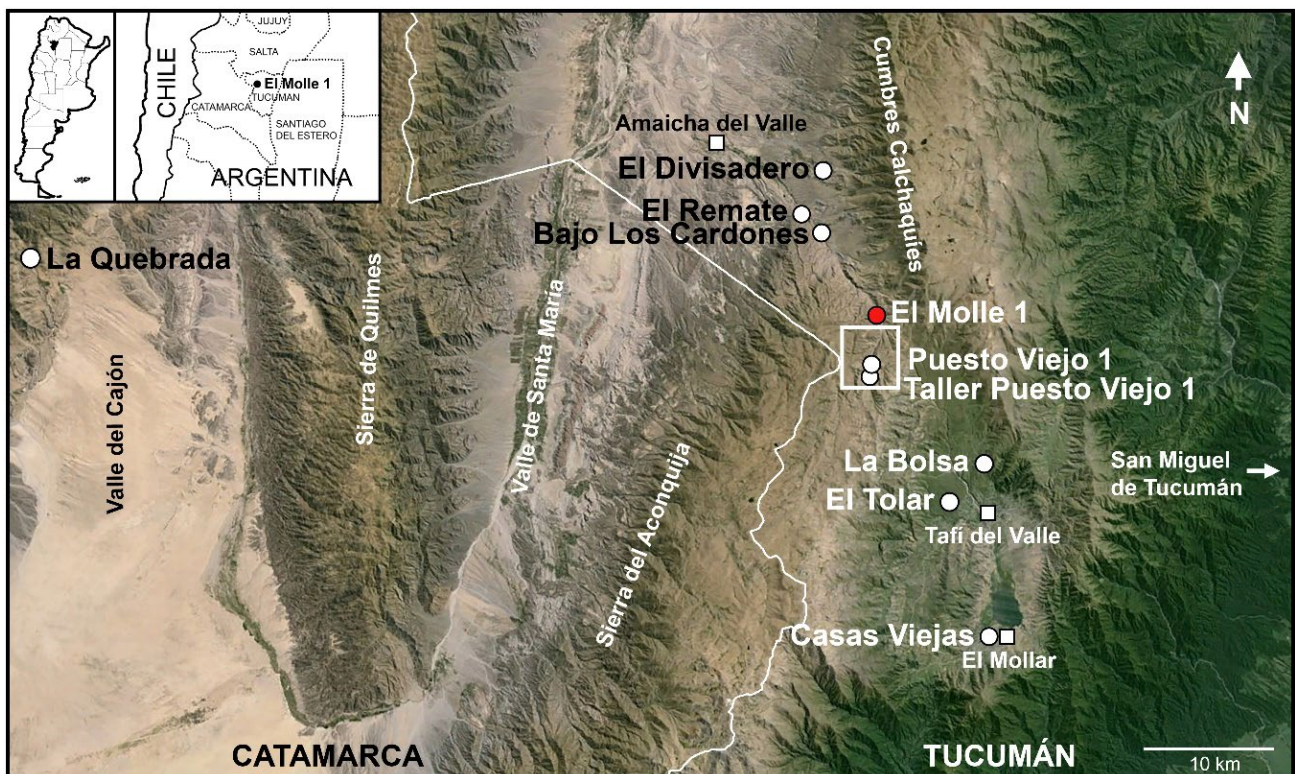 JUJUY
SALTA
El Molle 1
TUCUMÁN
CATAMARCA
SANTIAGO
DEL ESTERO
CHILE
ARGENTINA
Cumbres Calchaquíes
N
Amaicha del Valle
El Divisadero
El Remate
Bajo Los Cardones
La Quebrada
Sierra de Quilmes
Valle de Santa María
Valle del Cajón
El Molle 1
Puesto Viejo 1
Taller Puesto Viejo 1
Sierra del Aconquija
La Bolsa
El Tolar
San Miguel
de Tucumán
Tafí del Valle
Casas Viejas
El Mollar
CATAMARCA
TUCUMÁN
10 km